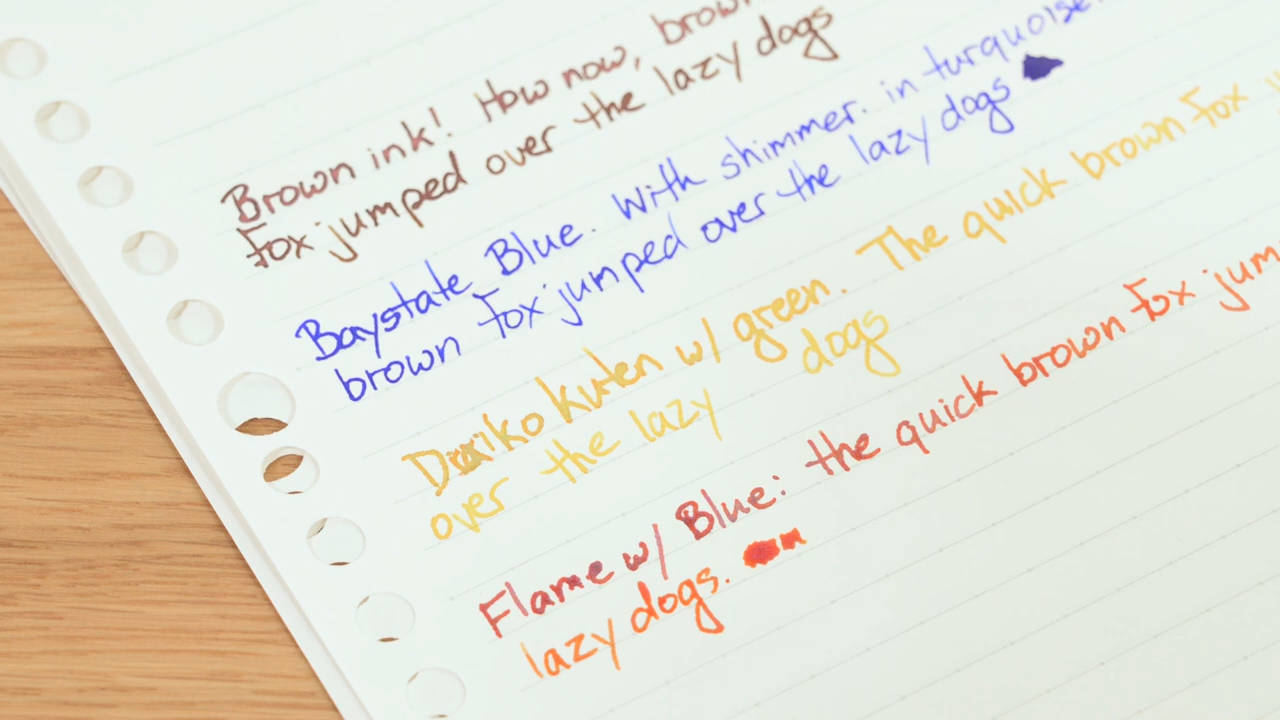 Brown ink! How now, brown
fox jumped over the lazy dogs
Baystate Blue. With shimmer. in turquoise.
brown fox jumped over the lazy dogs
kuten w/ green. The quick brown fox
over the lazy dogs
Flame w/ Blue: the quick brown fox jum
lazy dogs.